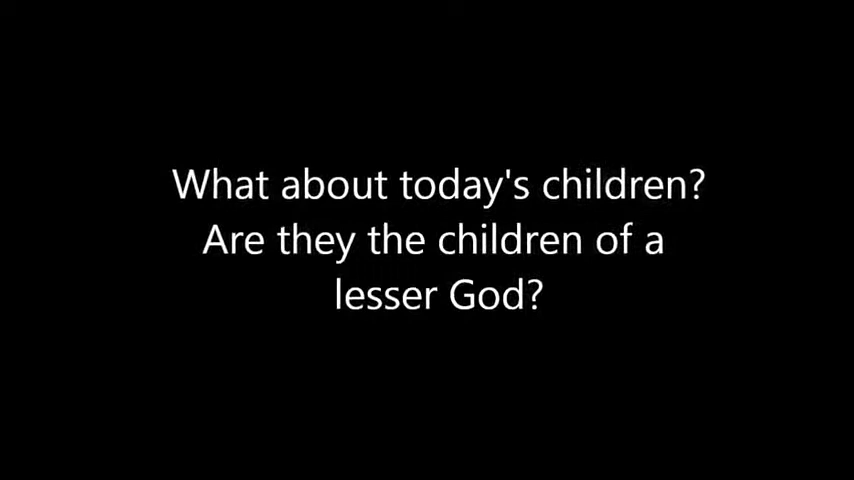 What about today's children?
Are they the children of a
lesser God?